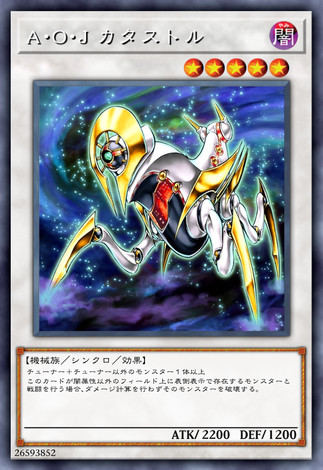 A・O・J カタストル
やみ
闇
【機械族／シンクロ／効果】
チューナー＋チューナー以外のモンスター１体以上
このカードが闇属性以外のフィールド上に表側表示で存在するモンスターと
戦闘を行う場合、ダメージ計算を行わずそのモンスターを破壊する。
ATK/ 2200 DEF/ 1200
26593852